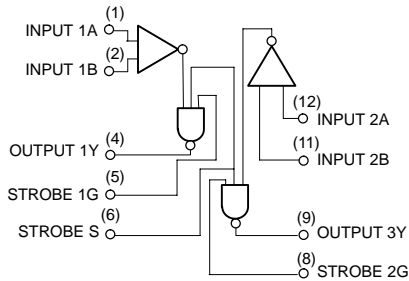 (1)
INPUT 1A
(2)
INPUT 1B
(12)
INPUT 2A
(11)
INPUT 2B
(4)
OUTPUT 1Y
(5)
STROBE 1G
(6)
STROBE S
(9)
OUTPUT 3Y
(8)
STROBE 2G